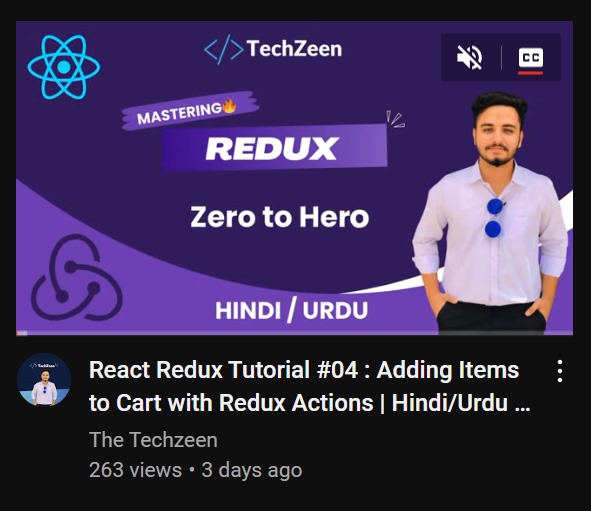 </>TechZeen
CC
MASTERING🔥
REDUX
Zero to Hero
HINDI / URDU
React Redux Tutorial #04 : Adding Items
to Cart with Redux Actions | Hindi/Urdu ...
The Techzeen
263 views • 3 days ago